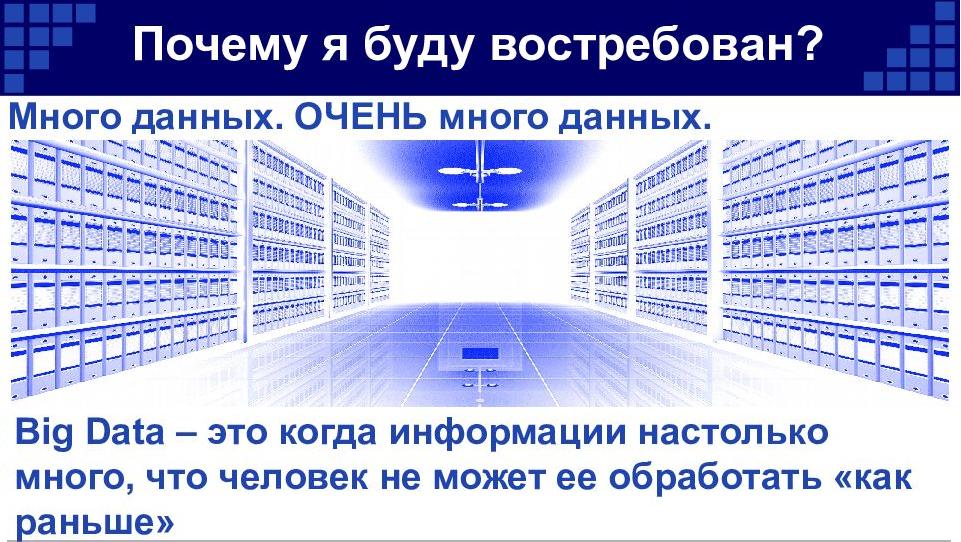 Почему я буду востребован?
Много данных. ОЧЕНЬ много данных.
Big Data – это когда информации настолько
много, что человек не может ее обработать «как
раньше»